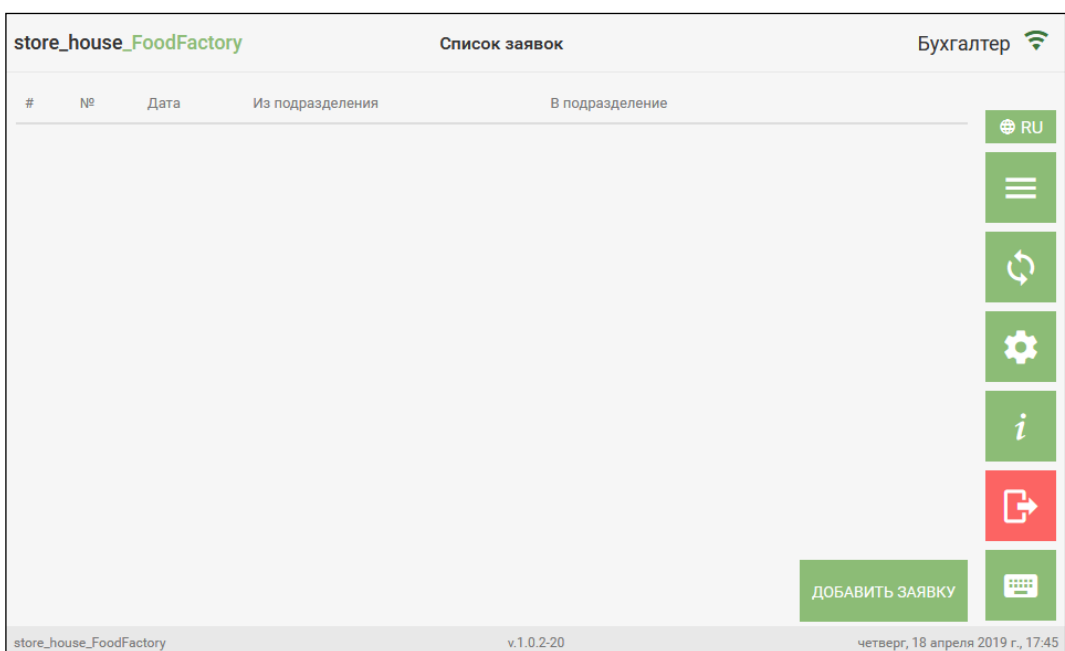 store_house_FoodFactory Список заявок Бухгалтер
# № Дата Из подразделения В подразделение
RU
i
ДОБАВИТЬ ЗАЯВКУ
store_house_FoodFactory v.1.0.2-20 четверг, 18 апреля 2019 г., 17:45